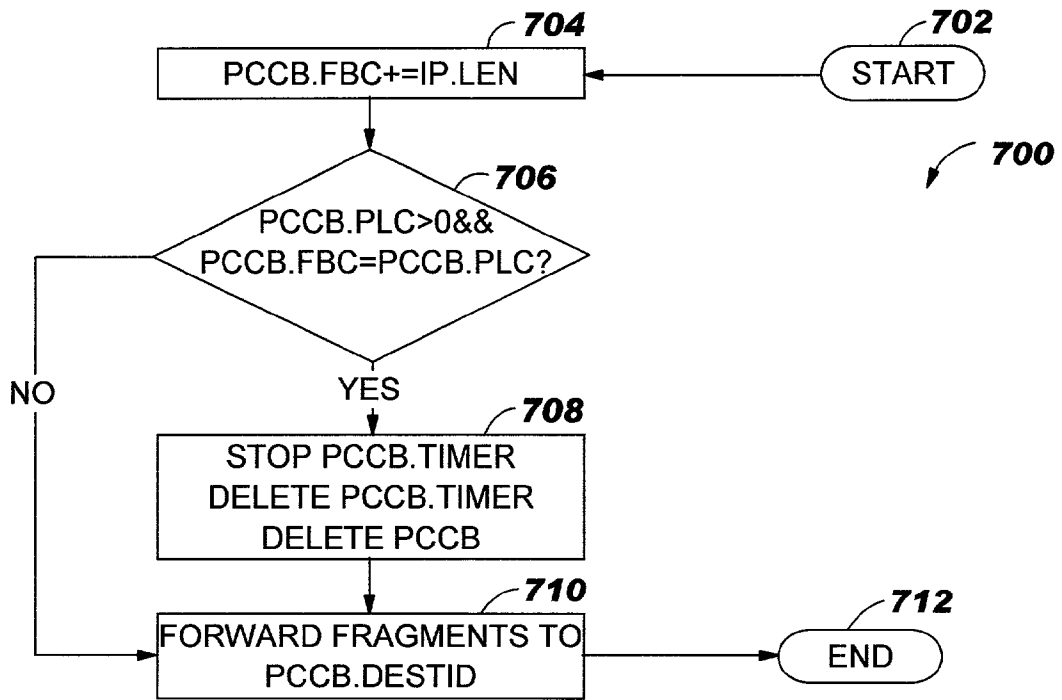 704
702
PCCB.FBC+=IP.LEN
START
700
706
PCCB.PLC>0&&
PCCB.FBC=PCCB.PLC?
NO
YES
708
STOP PCCB.TIMER
DELETE PCCB.TIMER
DELETE PCCB
710
712
FORWARD FRAGMENTS TO
PCCB.DESTID
END